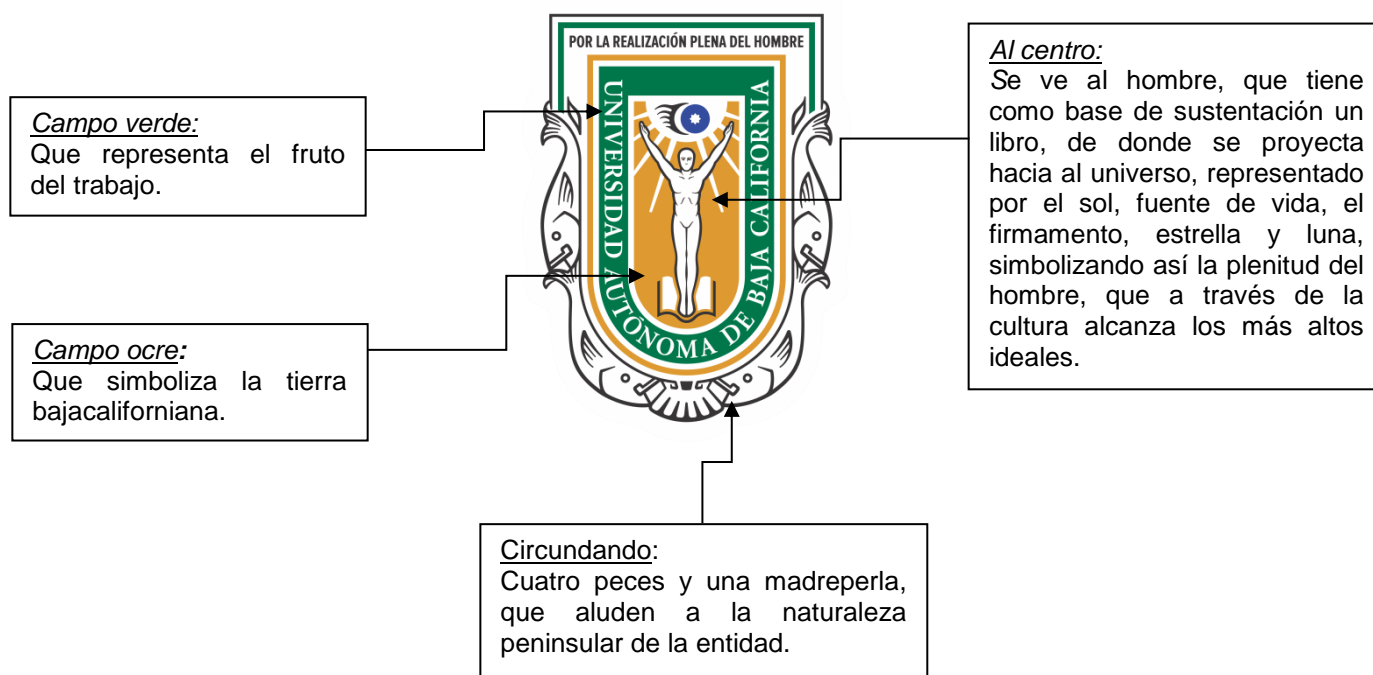 POR LA REALIZACIÓN PLENA DEL HOMBRE
UNIVERSIDAD AUTÓNOMA DE BAJA CALIFORNIA
Campo verde:
Que representa el fruto
del trabajo.
Campo ocre:
Que simboliza la tierra
bajacaliforniana.
Al centro:
Se ve al hombre, que tiene
como base de sustentación un
libro, de donde se proyecta
hacia al universo, representado
por el sol, fuente de vida, el
firmamento, estrella y luna,
simbolizando así la plenitud del
hombre, que a través de la
cultura alcanza los más altos
ideales.
Circundando:
Cuatro peces y una madreperla,
que aluden a la naturaleza
peninsular de la entidad.